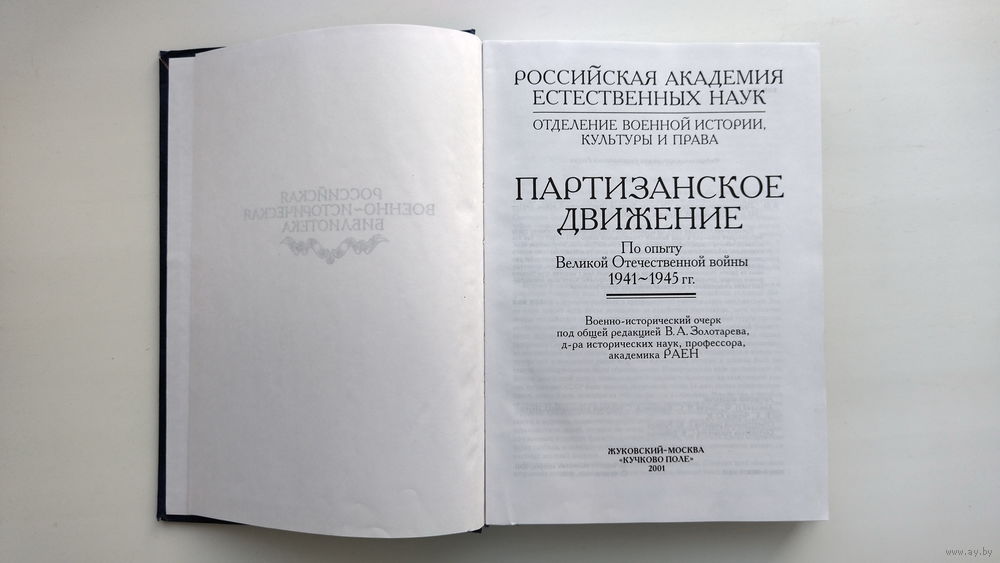 РОССИЙСКАЯ
ВОЕННО~ИСТОРИЧЕСКАЯ
БИБЛИОТЕКА
РОССИЙСКАЯ АКАДЕМИЯ
ЕСТЕСТВЕННЫХ НАУК
ОТДЕЛЕНИЕ ВОЕННОЙ ИСТОРИИ,
КУЛЬТУРЫ И ПРАВА
ПАРТИЗАНСКОЕ
ДВИЖЕНИЕ
По опыту
Великой Отечественной войны
1941~1945 гг.
Военно-исторический очерк
под общей редакцией В. А. Золотарева,
д-ра исторических наук, профессора,
академика РАЕН
ЖУКОВСКИЙ–МОСКВА
«КУЧКОВО ПОЛЕ»
2001
www.ay.by